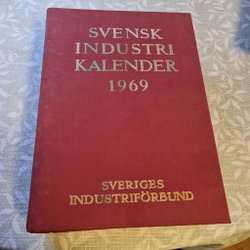 SVENSK
INDUSTRI
KALENDER
1969
SVERIGES
INDUSTRIFÖRBUND